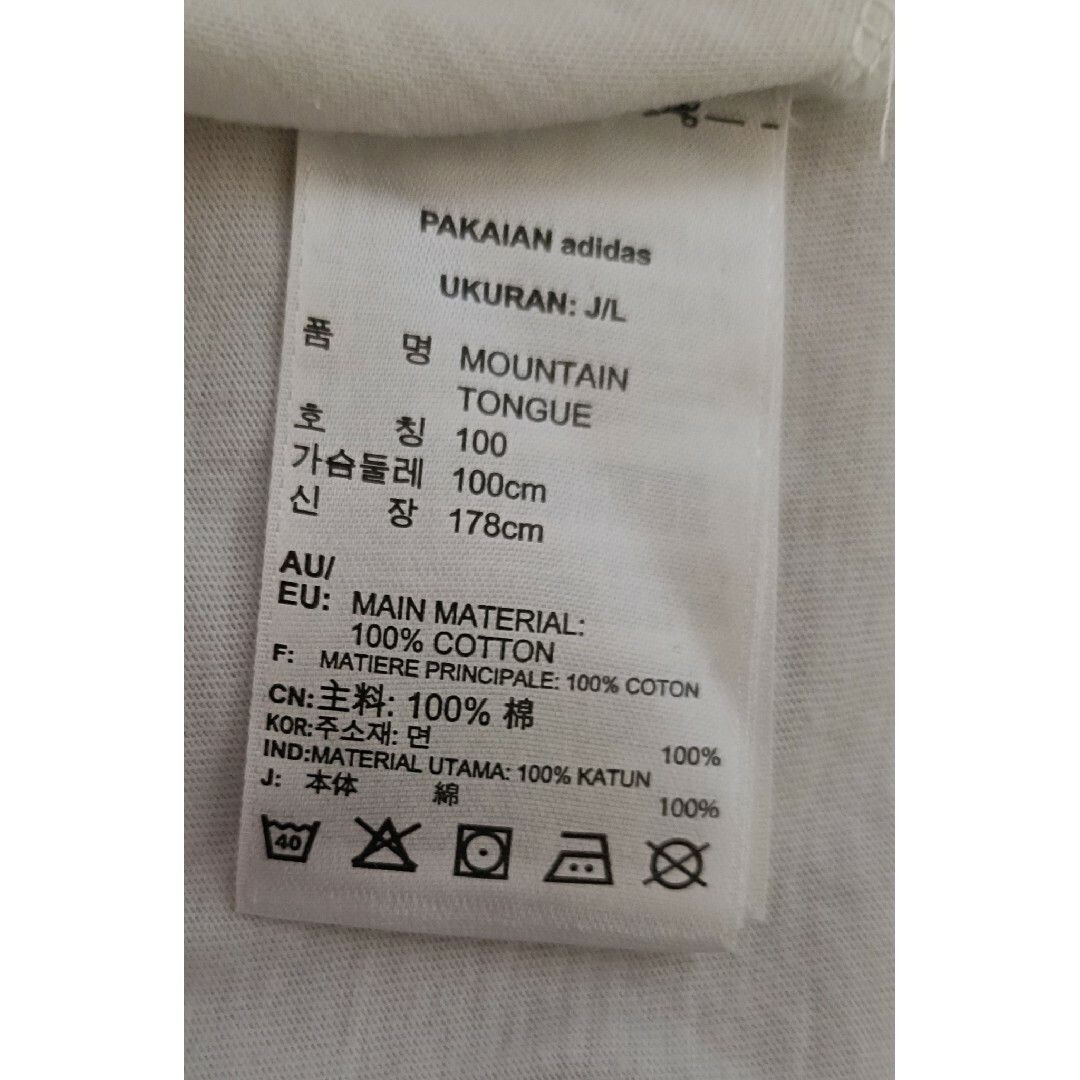 PAKAIAN adidas
UKURAN: J/L
품 명 MOUNTAIN
TONGUE
호 칭 100
가슴둘레 100cm
신 장 178cm
AU/
EU: MAIN MATERIAL:
100% COTTON
F: MATIERE PRINCIPALE: 100% COTON
CN:主料: 100% 棉
KOR:주소재: 면 100%
IND:MATERIAL UTAMA: 100% KATUN
J: 本体 綿 100%
40